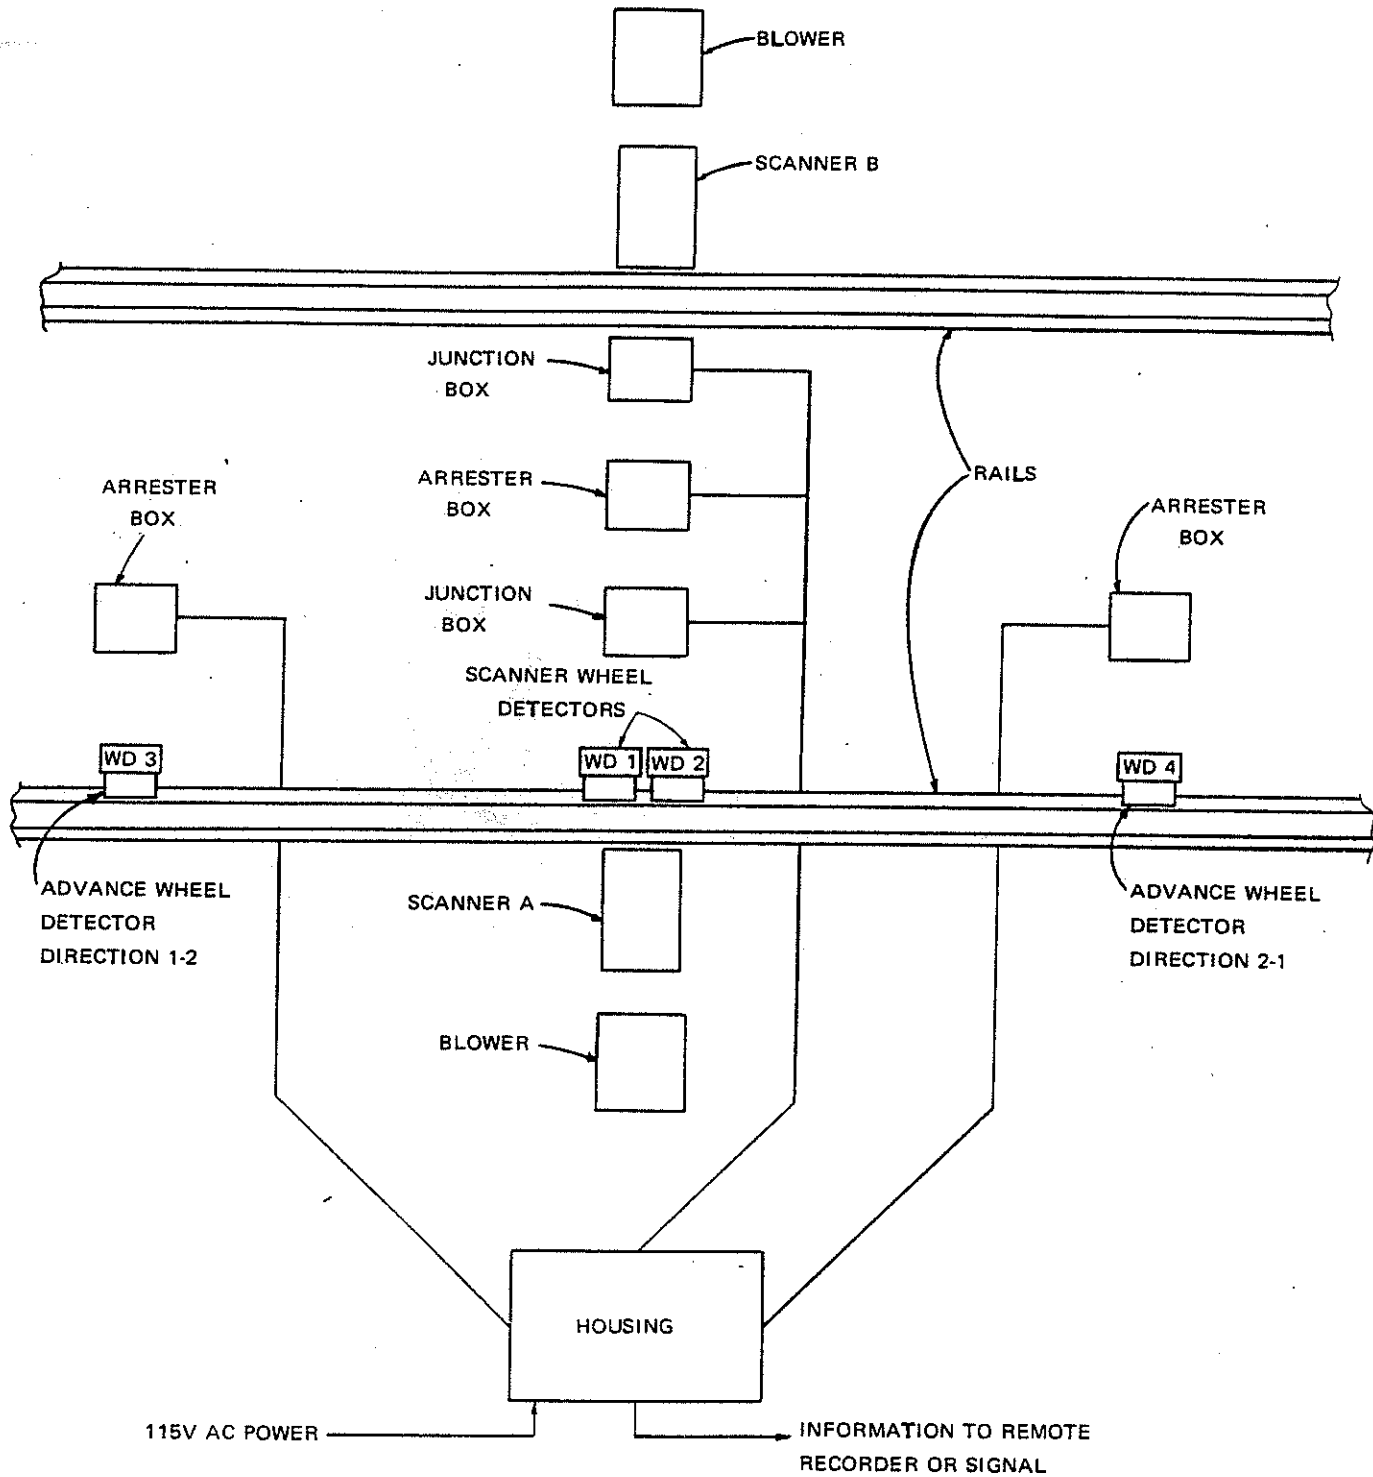 BLOWER
SCANNER B
JUNCTION
BOX
ARRESTER
BOX
RAILS
ARRESTER
BOX
ARRESTER
BOX
JUNCTION
BOX
SCANNER WHEEL
DETECTORS
WD 3
WD 1
WD 2
WD 4
ADVANCE WHEEL
DETECTOR
DIRECTION 1-2
SCANNER A
ADVANCE WHEEL
DETECTOR
DIRECTION 2-1
BLOWER
HOUSING
115V AC POWER
INFORMATION TO REMOTE
RECORDER OR SIGNAL